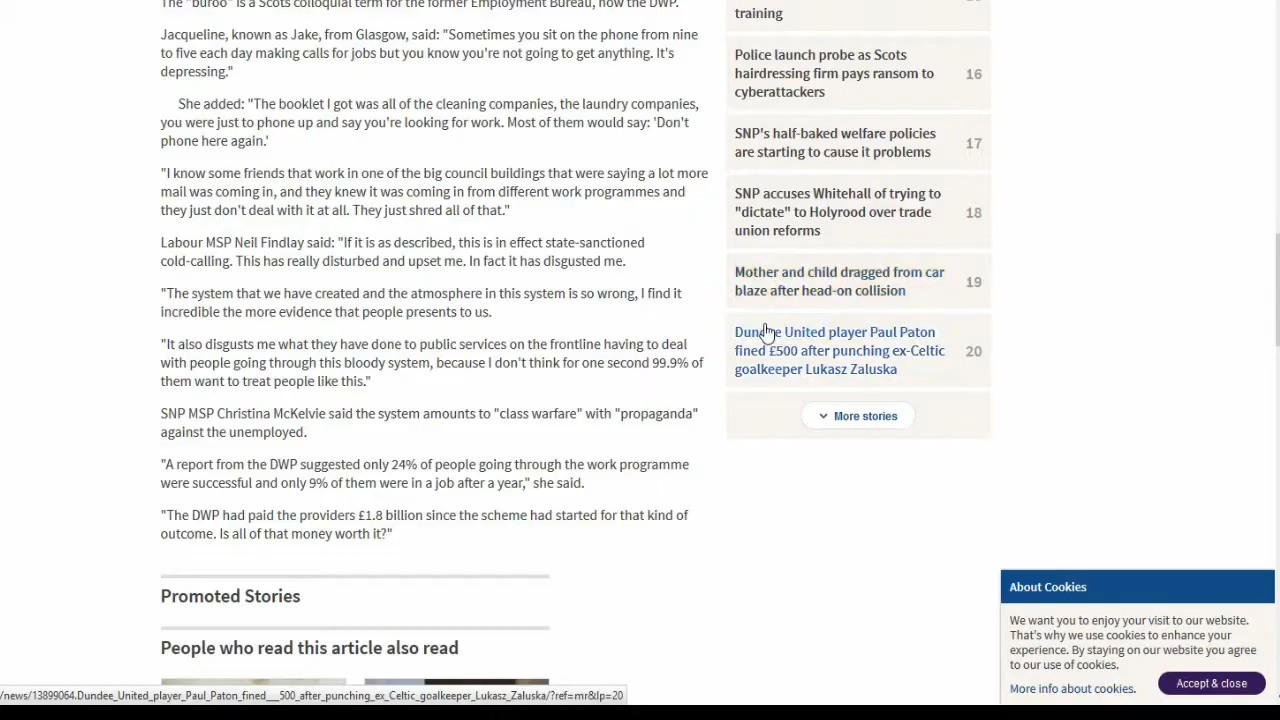 The "buroo" is a Scots colloquial term for the former Employment Bureau, now the DWP.
Jacqueline, known as Jake, from Glasgow, said: "Sometimes you sit on the phone from nine
to five each day making calls for jobs but you know you're not going to get anything. It's
depressing."
She added: "The booklet I got was all of the cleaning companies, the laundry companies,
you were just to phone up and say you're looking for work. Most of them would say: 'Don't
phone here again.'
"I know some friends that work in one of the big council buildings that were saying a lot more
mail was coming in, and they knew it was coming in from different work programmes and
they just don't deal with it at all. They just shred all of that."
Labour MSP Neil Findlay said: "If it is as described, this is in effect state-sanctioned
cold-calling. This has really disturbed and upset me. In fact it has disgusted me.
"The system that we have created and the atmosphere in this system is so wrong, I find it
incredible the more evidence that people presents to us.
"It also disgusts me what they have done to public services on the frontline having to deal
with people going through this bloody system, because I don't think for one second 99.9% of
them want to treat people like this."
SNP MSP Christina McKelvie said the system amounts to "class warfare" with "propaganda"
against the unemployed.
"A report from the DWP suggested only 24% of people going through the work programme
were successful and only 9% of them were in a job after a year," she said.
"The DWP had paid the providers £1.8 billion since the scheme had started for that kind of
outcome. Is all of that money worth it?"
Promoted Stories
People who read this article also read
training
Police launch probe as Scots
hairdressing firm pays ransom to
cyberattackers
16
SNP's half-baked welfare policies
are starting to cause it problems
17
SNP accuses Whitehall of trying to
"dictate" to Holyrood over trade
union reforms
18
Mother and child dragged from car
blaze after head-on collision
19
Dundee United player Paul Paton
fined £500 after punching ex-Celtic
goalkeeper Lukasz Zaluska
20
More stories
About Cookies
We want you to enjoy your visit to our website.
That's why we use cookies to enhance your
experience. By staying on our website you agree
to our use of cookies.
More info about cookies.
Accept & close
/news/13899064.Dundee_United_player_Paul_Paton_fined___500_after_punching_ex_Celtic_goalkeeper_Lukasz_Zaluska/?ref=mr&lp=20